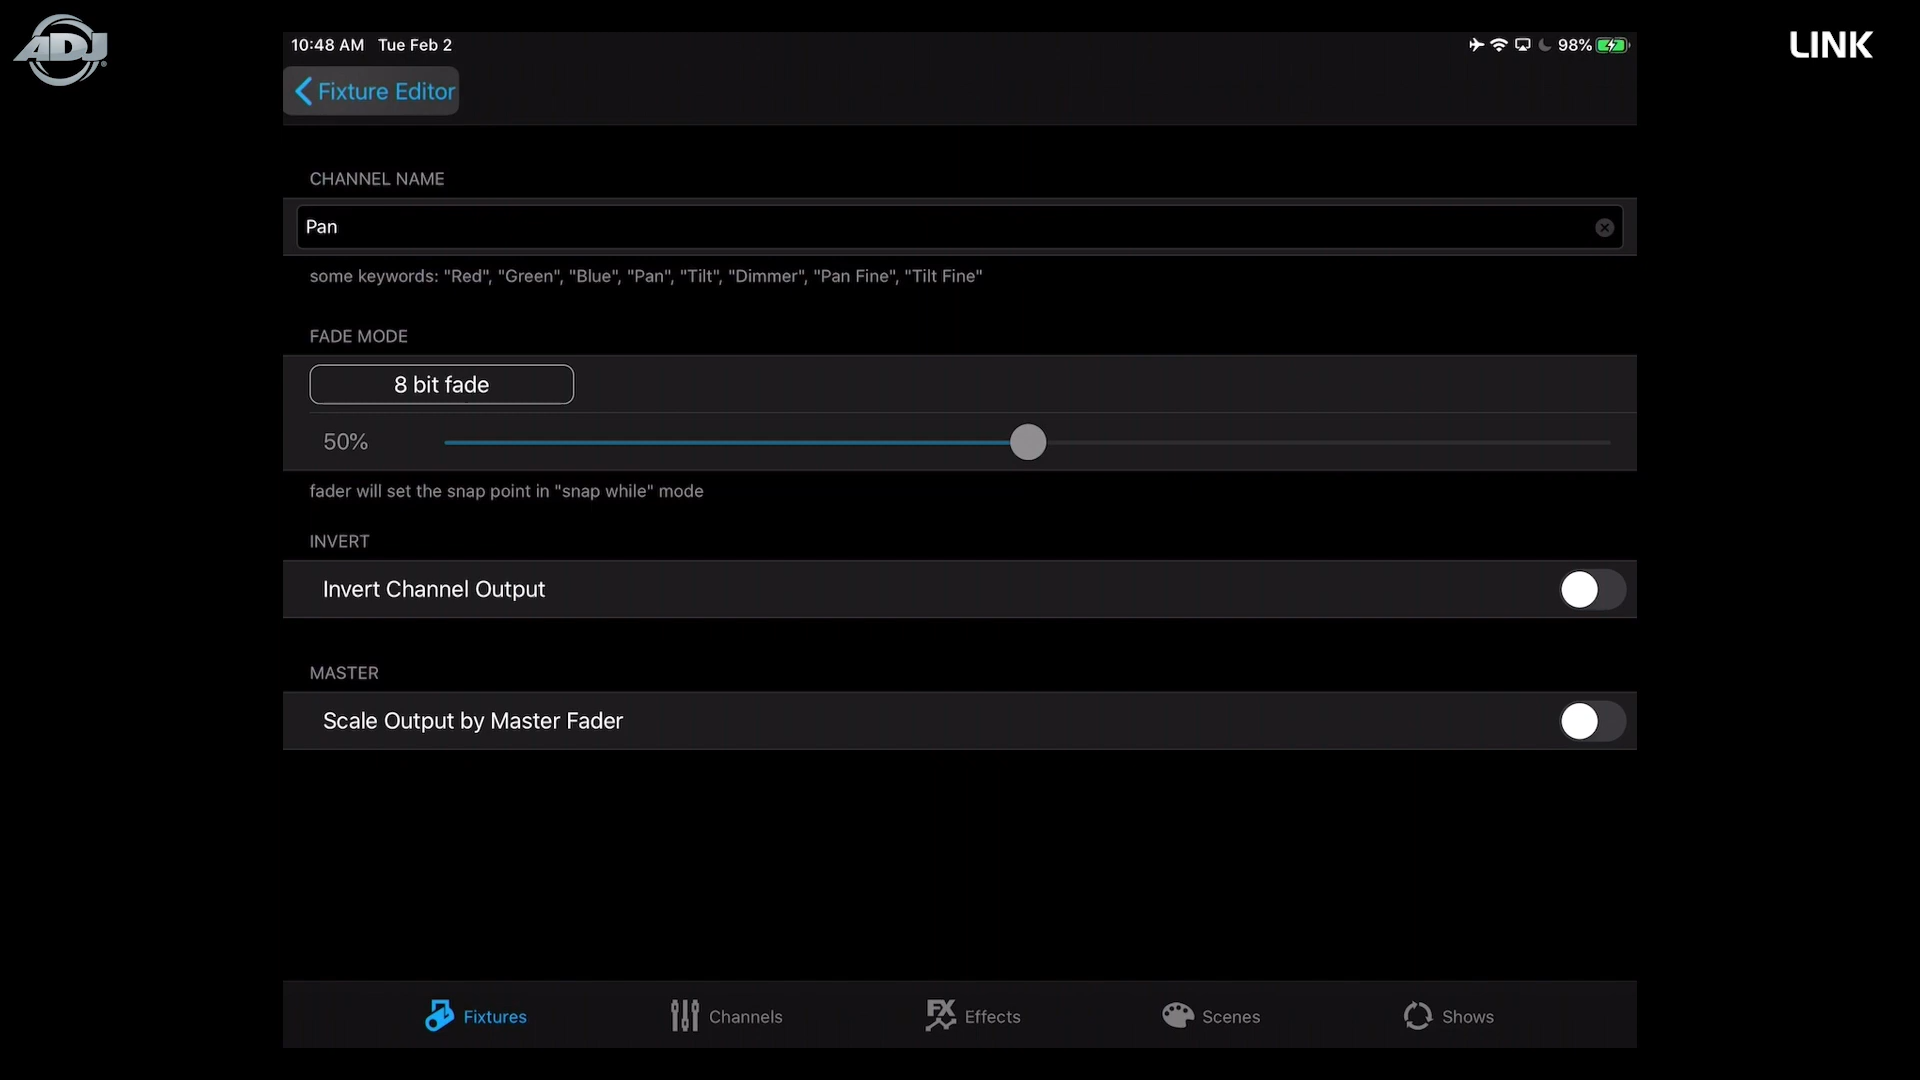 ADJ
LINK
10:48 AM Tue Feb 2
98%
Fixture Editor
CHANNEL NAME
Pan
some keywords: "Red", "Green", "Blue", "Pan", "Tilt", "Dimmer", "Pan Fine", "Tilt Fine"
FADE MODE
8 bit fade
50%
fader will set the snap point in "snap while" mode
INVERT
Invert Channel Output
MASTER
Scale Output by Master Fader
Fixtures
Channels
FX Effects
Scenes
Shows